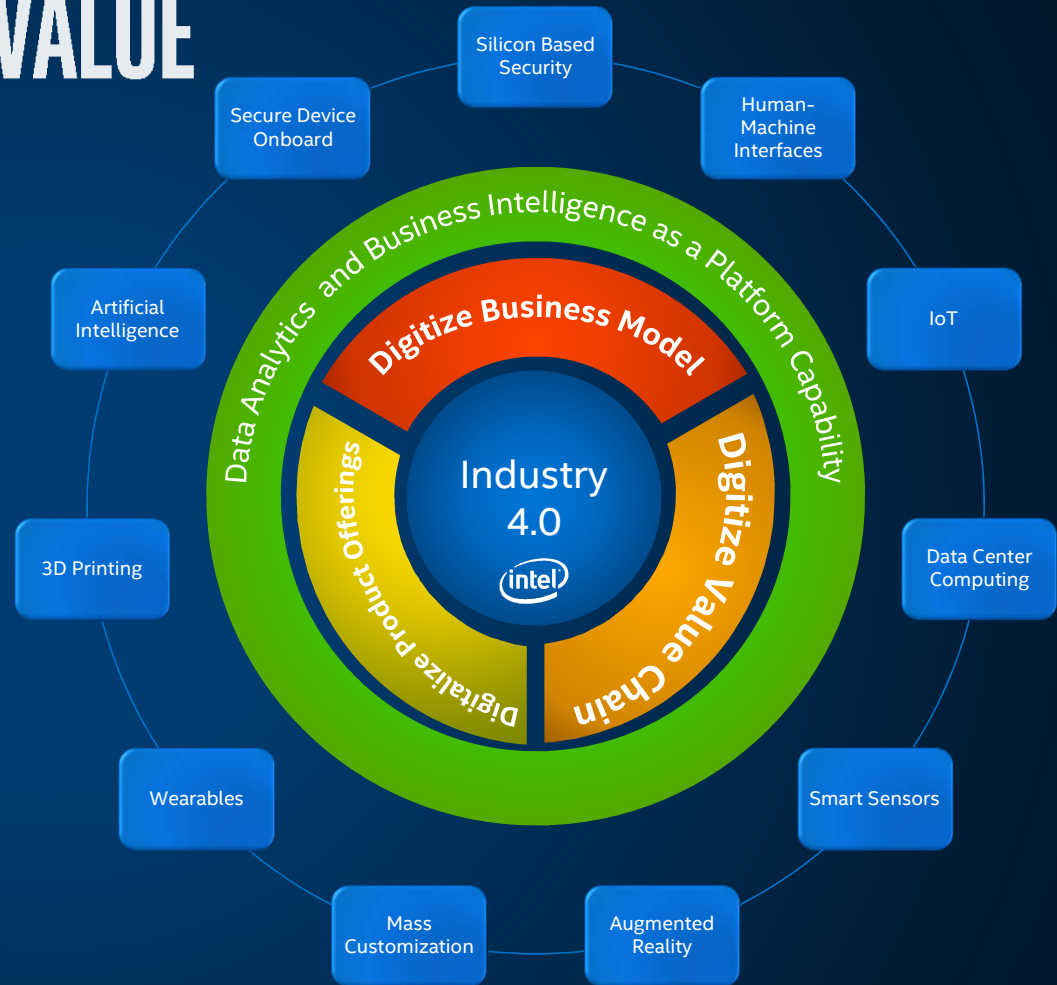 VALUE
Silicon Based
Security
Human-
Machine
Interfaces
IoT
Data Center
Computing
Smart Sensors
Augmented
Reality
Mass
Customization
Wearables
3D Printing
Artificial
Intelligence
Secure Device
Onboard
Data Analytics and Business Intelligence as a Platform Capability
Digitize Business Model
Digitize Value Chain
Digitalize Product Offerings
Industry
4.0
intel